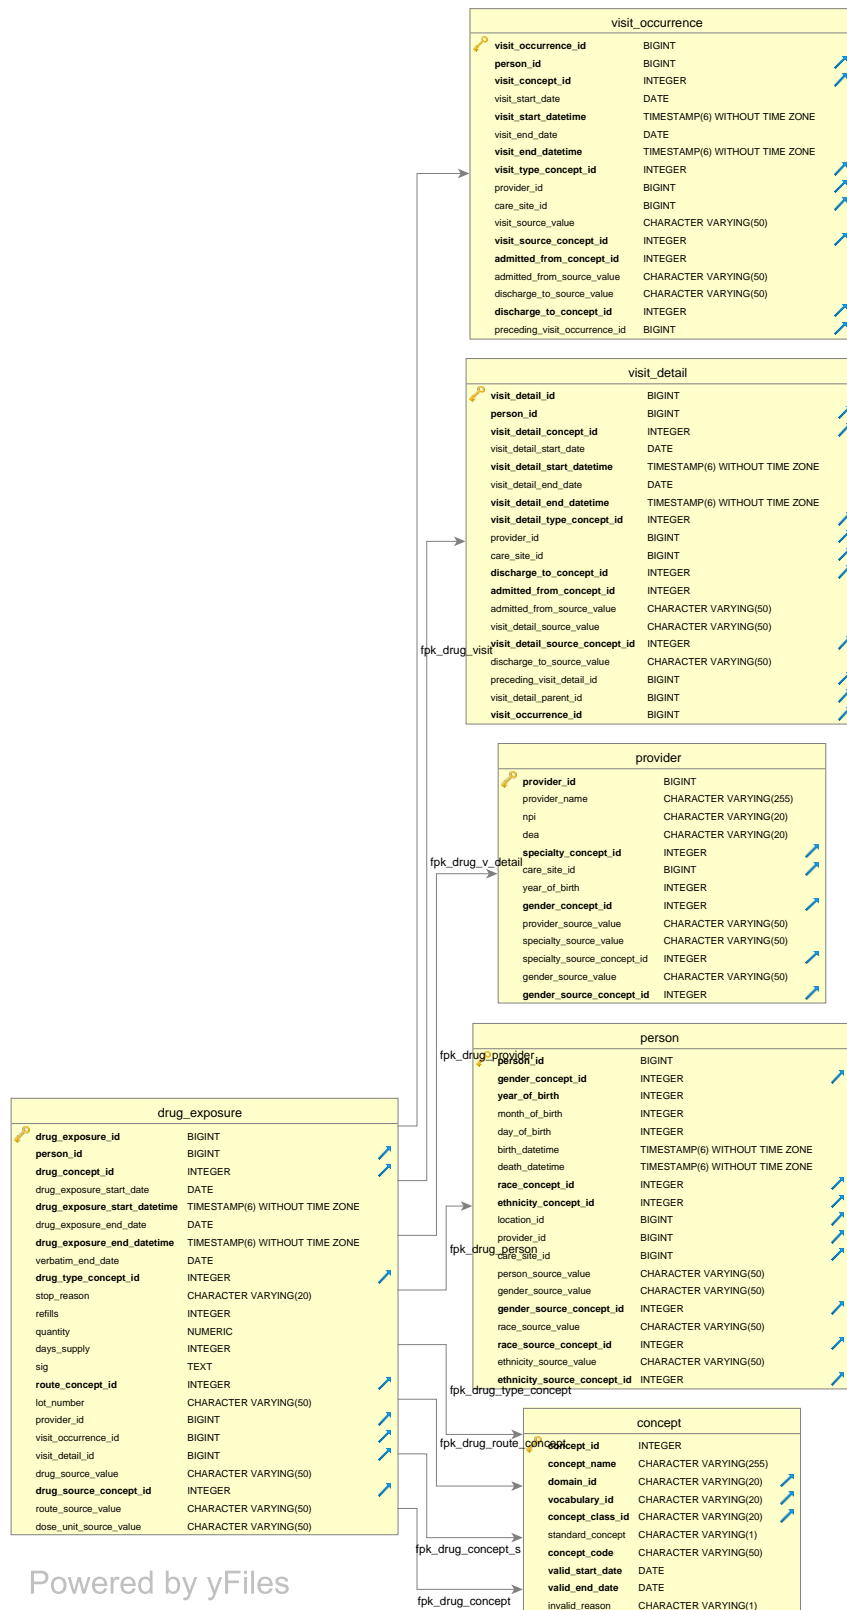 visit_occurrence
visit_occurrence_id BIGINT
person_id BIGINT
visit_concept_id INTEGER
visit_start_date DATE
visit_start_datetime TIMESTAMP(6) WITHOUT TIME ZONE
visit_end_date DATE
visit_end_datetime TIMESTAMP(6) WITHOUT TIME ZONE
visit_type_concept_id INTEGER
provider_id BIGINT
care_site_id BIGINT
visit_source_value CHARACTER VARYING(50)
visit_source_concept_id INTEGER
admitted_from_concept_id INTEGER
admitted_from_source_value CHARACTER VARYING(50)
discharge_to_source_value CHARACTER VARYING(50)
discharge_to_concept_id INTEGER
preceding_visit_occurrence_id BIGINT
visit_detail
visit_detail_id BIGINT
person_id BIGINT
visit_detail_concept_id INTEGER
visit_detail_start_date DATE
visit_detail_start_datetime TIMESTAMP(6) WITHOUT TIME ZONE
visit_detail_end_date DATE
visit_detail_end_datetime TIMESTAMP(6) WITHOUT TIME ZONE
visit_detail_type_concept_id INTEGER
provider_id BIGINT
care_site_id BIGINT
discharge_to_concept_id INTEGER
admitted_from_concept_id INTEGER
admitted_from_source_value CHARACTER VARYING(50)
visit_detail_source_value CHARACTER VARYING(50)
visit_detail_source_concept_id INTEGER
discharge_to_source_value CHARACTER VARYING(50)
preceding_visit_detail_id BIGINT
visit_detail_parent_id BIGINT
visit_occurrence_id BIGINT
fpk_drug_visit
provider
provider_id BIGINT
provider_name CHARACTER VARYING(255)
npi CHARACTER VARYING(20)
dea CHARACTER VARYING(20)
specialty_concept_id INTEGER
care_site_id BIGINT
year_of_birth INTEGER
gender_concept_id INTEGER
provider_source_value CHARACTER VARYING(50)
specialty_source_value CHARACTER VARYING(50)
specialty_source_concept_id INTEGER
gender_source_value CHARACTER VARYING(50)
gender_source_concept_id INTEGER
fpk_drug_v_detail
person
person_id BIGINT
gender_concept_id INTEGER
year_of_birth INTEGER
month_of_birth INTEGER
day_of_birth INTEGER
birth_datetime TIMESTAMP(6) WITHOUT TIME ZONE
death_datetime TIMESTAMP(6) WITHOUT TIME ZONE
race_concept_id INTEGER
ethnicity_concept_id INTEGER
location_id BIGINT
provider_id BIGINT
care_site_id BIGINT
person_source_value CHARACTER VARYING(50)
gender_source_value CHARACTER VARYING(50)
gender_source_concept_id INTEGER
race_source_value CHARACTER VARYING(50)
race_source_concept_id INTEGER
ethnicity_source_value CHARACTER VARYING(50)
ethnicity_source_concept_id INTEGER
fpk_drug_provider
fpk_drug_person
drug_exposure
drug_exposure_id BIGINT
person_id BIGINT
drug_concept_id INTEGER
drug_exposure_start_date DATE
drug_exposure_start_datetime TIMESTAMP(6) WITHOUT TIME ZONE
drug_exposure_end_date DATE
drug_exposure_end_datetime TIMESTAMP(6) WITHOUT TIME ZONE
verbatim_end_date DATE
drug_type_concept_id INTEGER
stop_reason CHARACTER VARYING(20)
refills INTEGER
quantity NUMERIC
days_supply INTEGER
sig TEXT
route_concept_id INTEGER
lot_number CHARACTER VARYING(50)
provider_id BIGINT
visit_occurrence_id BIGINT
visit_detail_id BIGINT
drug_source_value CHARACTER VARYING(50)
drug_source_concept_id INTEGER
route_source_value CHARACTER VARYING(50)
dose_unit_source_value CHARACTER VARYING(50)
fpk_drug_type_concept
fpk_drug_route_concept
fpk_drug_concept_s
fpk_drug_concept
concept
concept_id INTEGER
concept_name CHARACTER VARYING(255)
domain_id CHARACTER VARYING(20)
vocabulary_id CHARACTER VARYING(20)
concept_class_id CHARACTER VARYING(20)
standard_concept CHARACTER VARYING(1)
concept_code CHARACTER VARYING(50)
valid_start_date DATE
valid_end_date DATE
invalid_reason CHARACTER VARYING(1)
Powered by yFiles